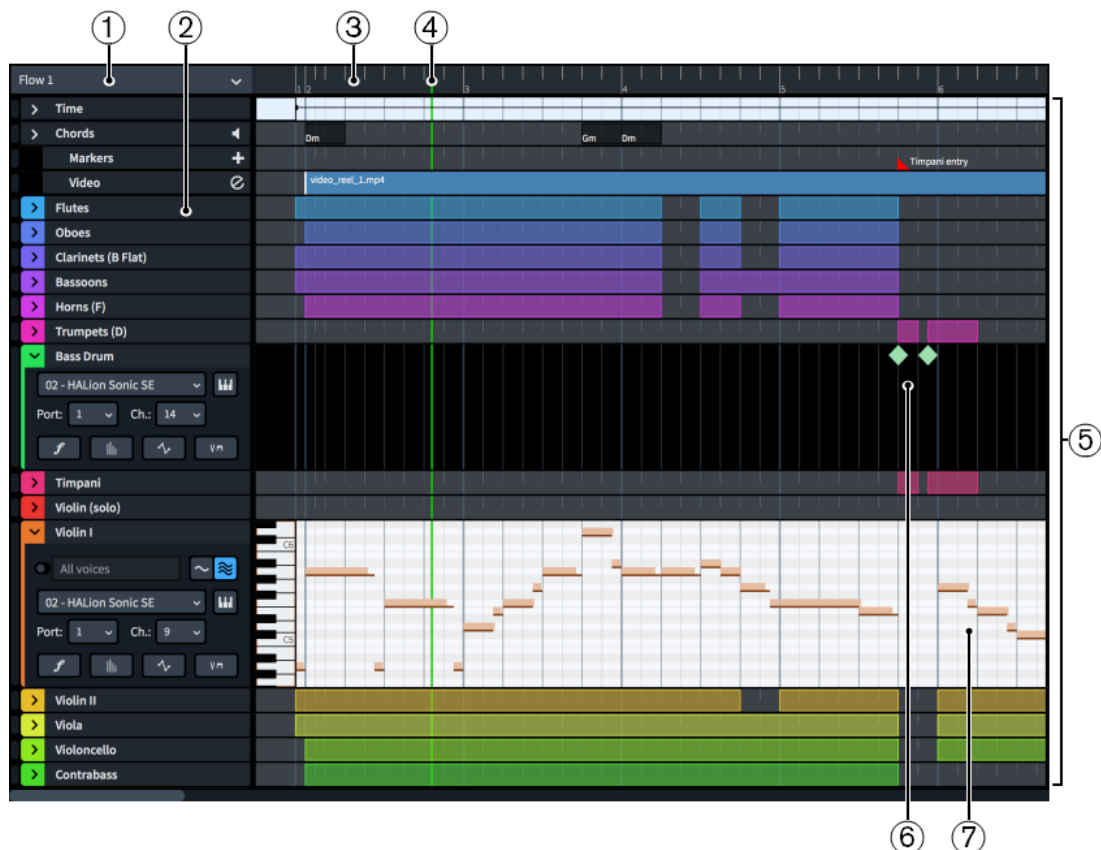 1 2 3 4
Flow 1
1 2 3 4 5 6
Time
Chords
Dm Gm Dm
Markers
Timpani entry
Video
video_reel_1.mp4
Flutes
Oboes
Clarinets (B Flat)
Bassoons
Horns (F)
Trumpets (D)
Bass Drum
02 - HALion Sonic SE
Port: 1 Ch.: 14
5
Timpani
Violin (solo)
Violin I
C6
All voices
02 - HALion Sonic SE
Port: 1 Ch.: 9
C5
Violin II
Viola
Violoncello
Contrabass
6 7